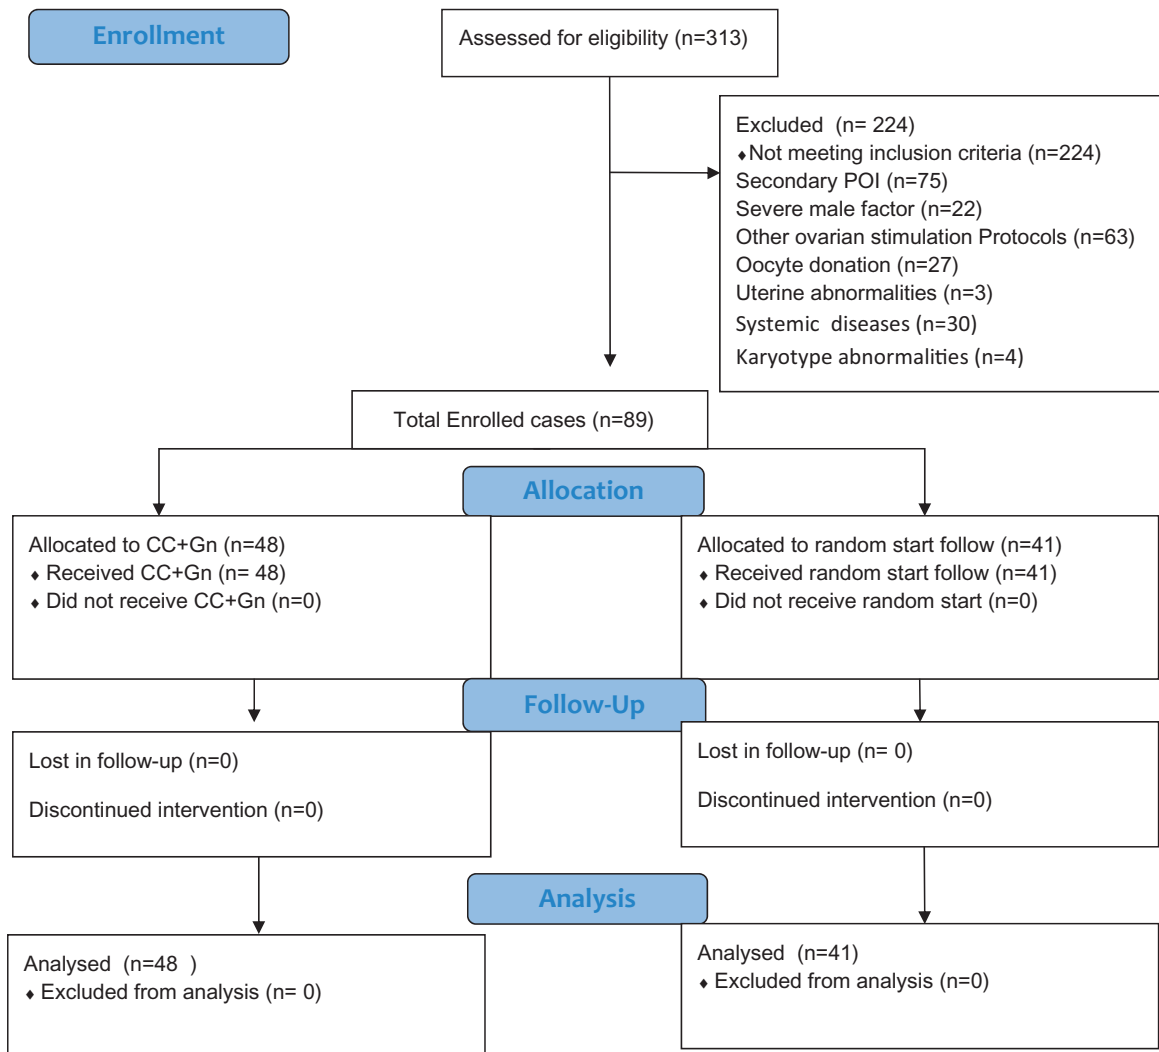 Enrollment
Assessed for eligibility (n=313)
Excluded (n= 224)
♦Not meeting inclusion criteria (n=224)
Secondary POI (n=75)
Severe male factor (n=22)
Other ovarian stimulation Protocols (n=63)
Oocyte donation (n=27)
Uterine abnormalities (n=3)
Systemic diseases (n=30)
Karyotype abnormalities (n=4)
Total Enrolled cases (n=89)
Allocation
Allocated to CC+Gn (n=48)
♦ Received CC+Gn (n= 48)
♦ Did not receive CC+Gn (n=0)
Allocated to random start follow (n=41)
♦ Received random start follow (n=41)
♦ Did not receive random start (n=0)
Follow-Up
Lost in follow-up (n=0)
Discontinued intervention (n=0)
Lost in follow-up (n= 0)
Discontinued intervention (n=0)
Analysis
Analysed (n=48 )
♦ Excluded from analysis (n= 0)
Analysed (n=41)
♦ Excluded from analysis (n=0)